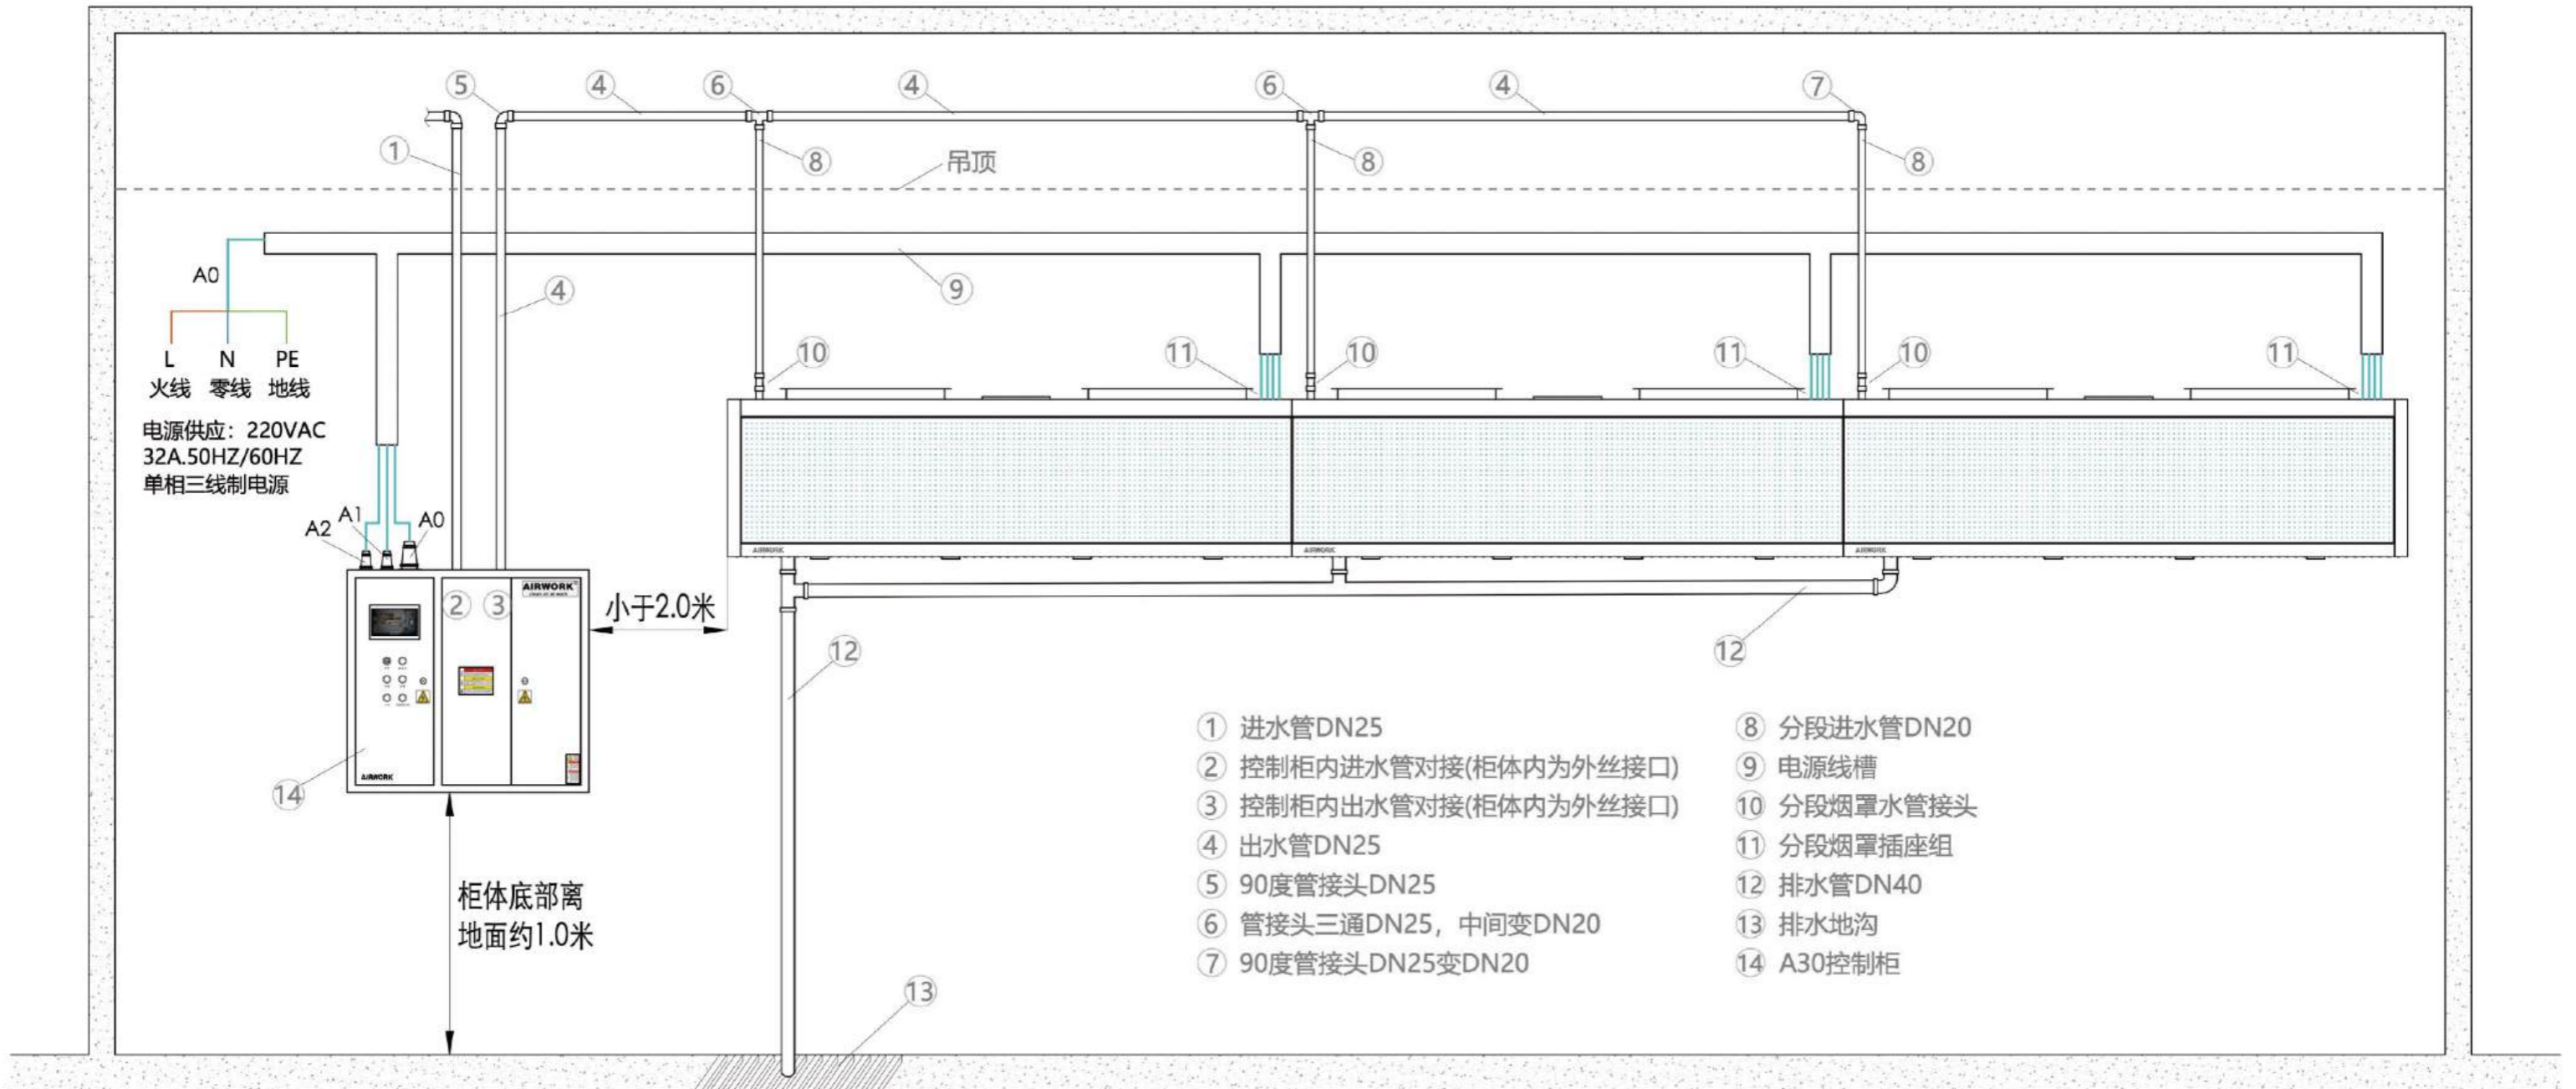 ⑤
④
⑥
④
⑥
④
⑦
①
⑧
吊顶
⑧
⑧
A0
④
⑨
L
N
PE
火线
零线
地线
⑩
⑪
⑩
⑪
⑩
⑪
电源供应：220VAC
32A.50HZ/60HZ
单相三线制电源
A2
A1
A0
AIRWORK
AIRWORK
AIRWORK
AIRWORK
②
③
小于2.0米
⑫
⑫
AIRWORK
⑭
柜体底部离
地面约1.0米
⑬
① 进水管DN25
② 控制柜内进水管对接(柜体内为外丝接口)
③ 控制柜内出水管对接(柜体内为外丝接口)
④ 出水管DN25
⑤ 90度管接头DN25
⑥ 管接头三通DN25，中间变DN20
⑦ 90度管接头DN25变DN20
⑧ 分段进水管DN20
⑨ 电源线槽
⑩ 分段烟罩水管接头
⑪ 分段烟罩插座组
⑫ 排水管DN40
⑬ 排水地沟
⑭ A30控制柜